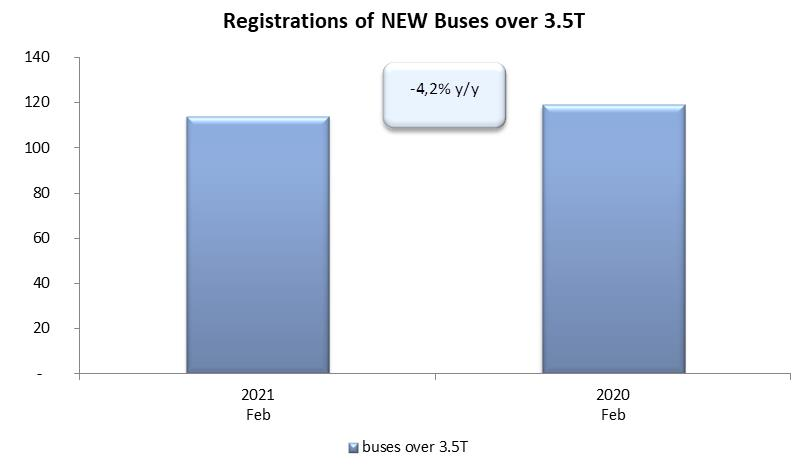 Registrations of NEW Buses over 3.5T
140
120
100
80
60
40
20
-
-4,2% y/y
2021
Feb
2020
Feb
buses over 3.5T